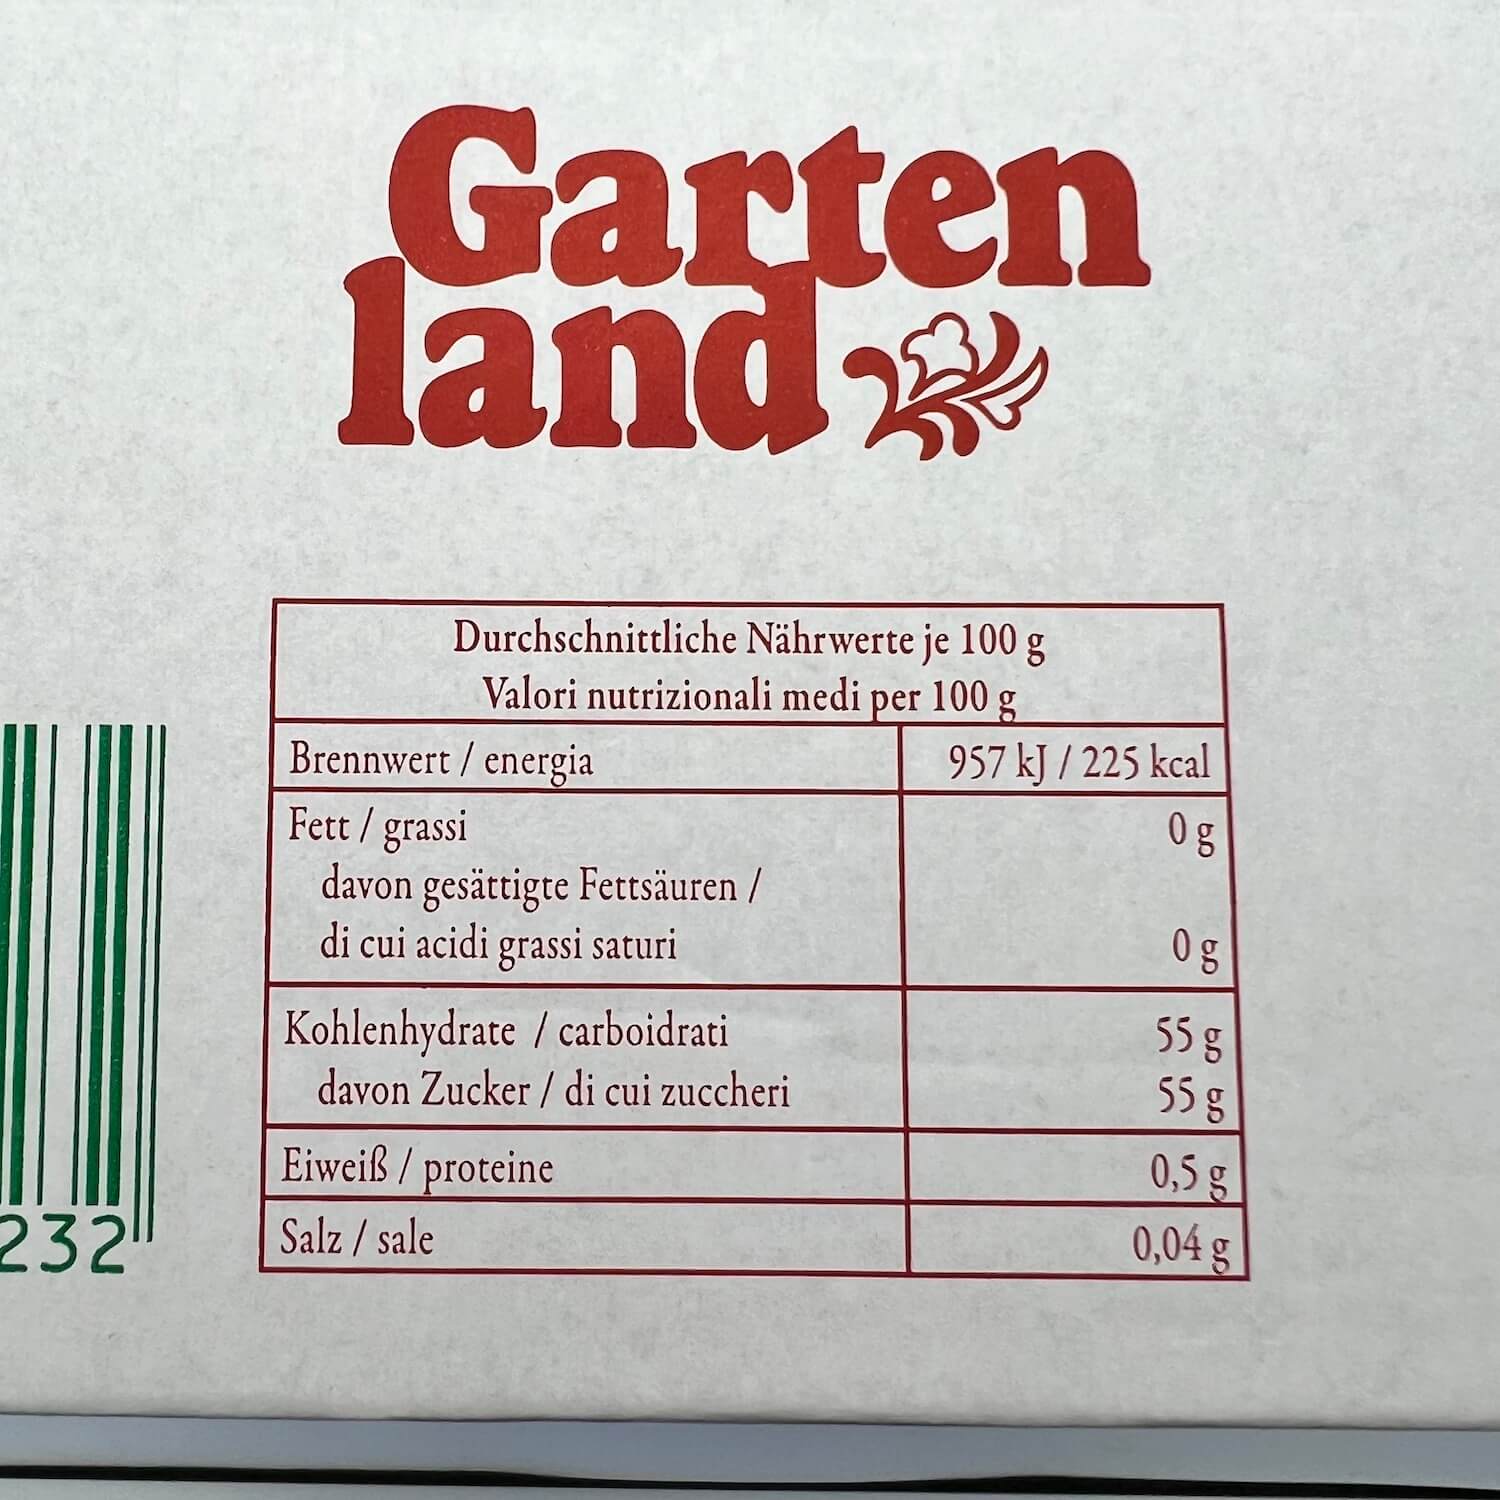 Garten
land
Durchschnittliche Nährwerte je 100 g
Valori nutrizionali medi per 100 g
Brennwert / energia 957 kJ / 225 kcal
Fett / grassi 0 g
davon gesättigte Fettsäuren /
di cui acidi grassi saturi 0 g
Kohlenhydrate / carboidrati 55 g
davon Zucker / di cui zuccheri 55 g
Eiweiß / proteine 0,5 g
Salz / sale 0,04 g
232